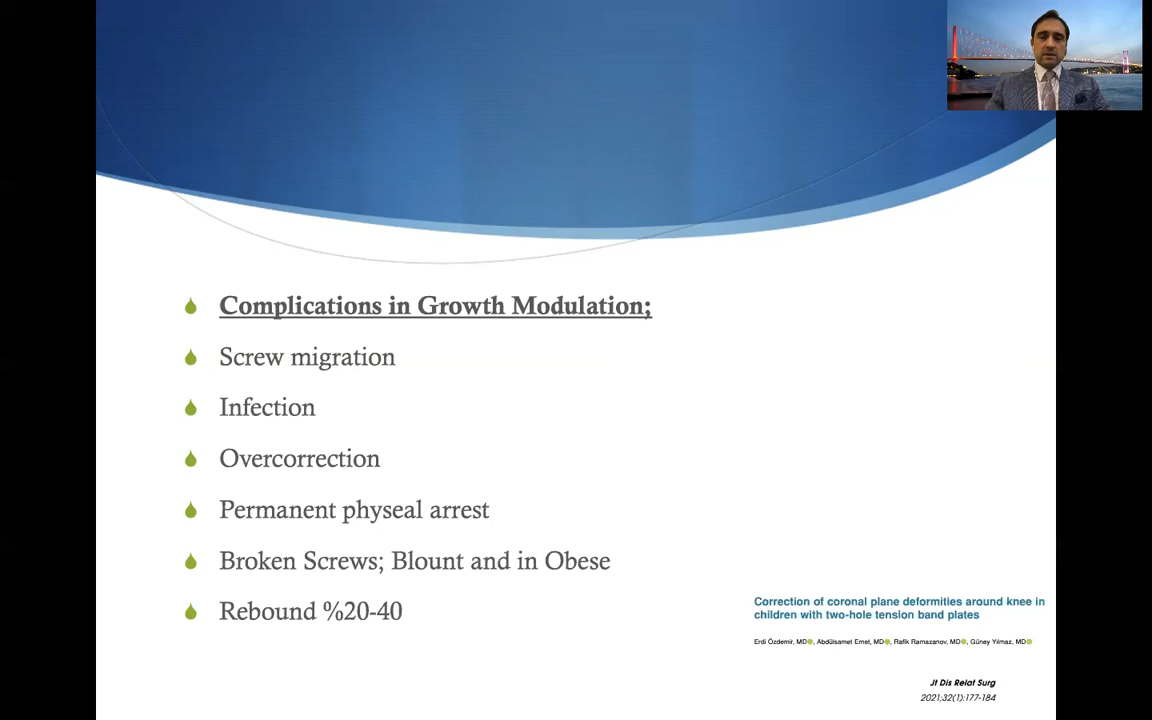 Complications in Growth Modulation;
Screw migration
Infection
Overcorrection
Permanent physeal arrest
Broken Screws; Blount and in Obese
Rebound %20-40
Correction of coronal plane deformities around knee in
children with two-hole tension band plates
Erdi Özdemir, MD, Abdülsamet Emet, MD, Rafik Ramazanov, MD, Güney Yılmaz, MD
Jt Dis Relat Surg
2021;32(1):177-184